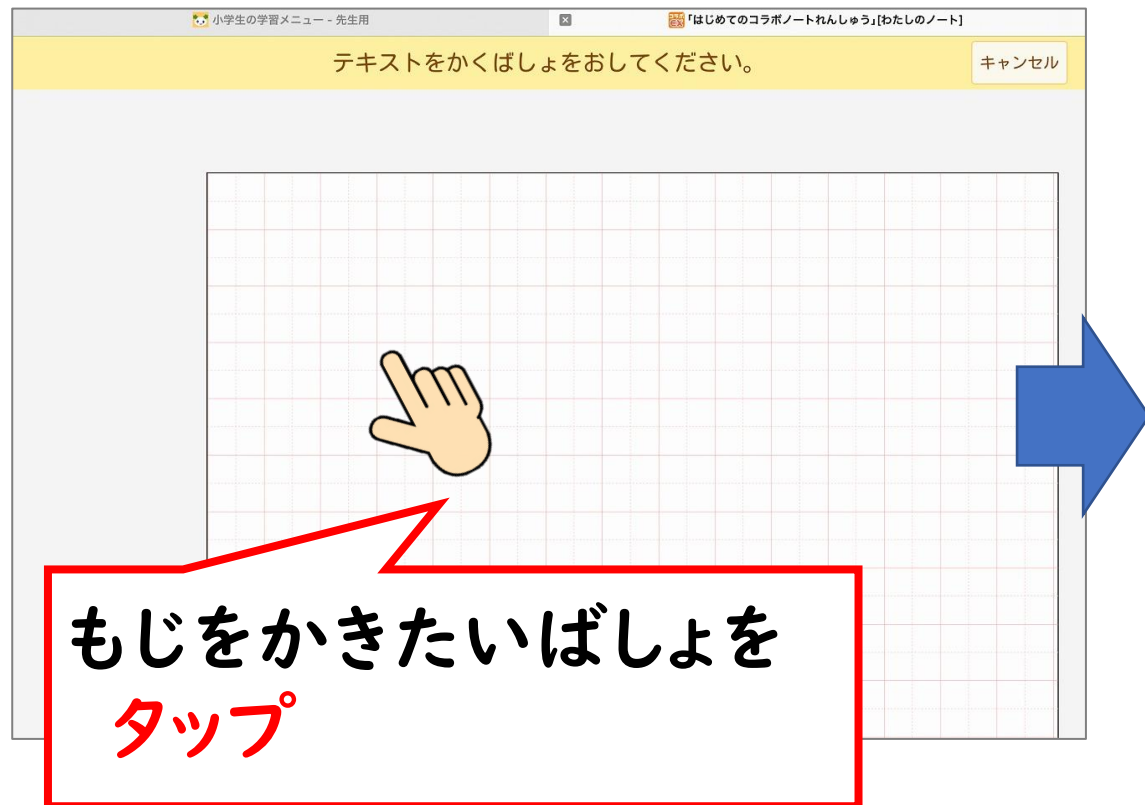 小学生の学習メニュー - 先生用
「はじめてのコラボノートれんしゅう」[わたしのノート]
テキストをかくばしょをおしてください。
キャンセル
もじをかきたいばしょを
タップ